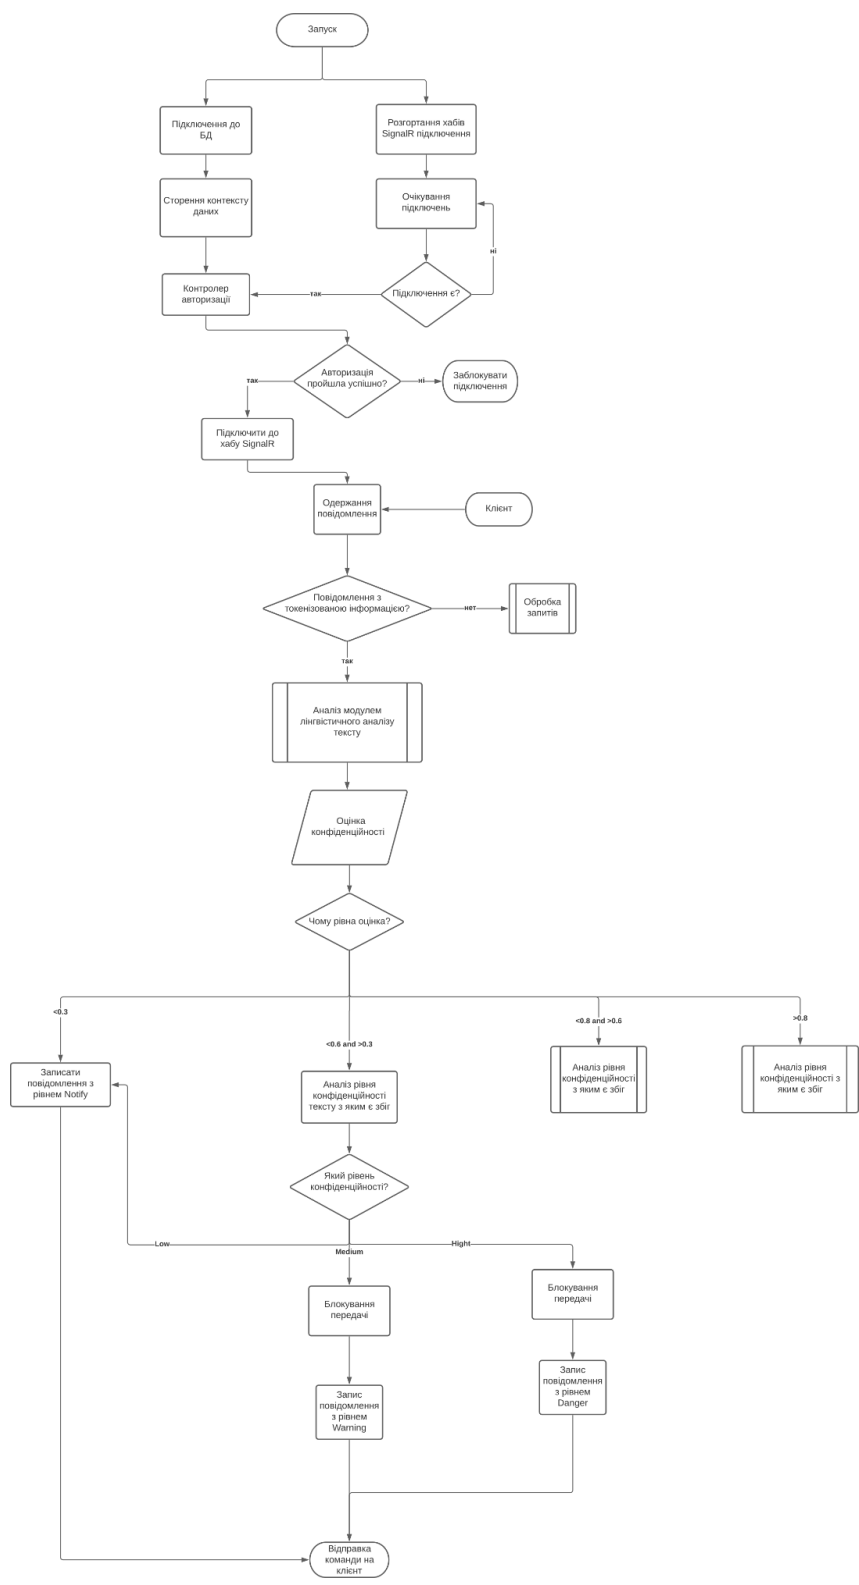 Запуск
Підключення до
БД
Розгортання хабів
SignalR підключення
Сторення контексту
даних
Очікування
підключень
ні
Контролер
авторизації
так
Підключення є?
Авторизація
пройшла успішно?
так
ні
Заблокувати
підключення
Підключити до
хабу SignalR
Одержання
повідомлення
Клієнт
Повідомлення з
токенізованою інформацією?
нет
Обробка
запитів
так
Аналіз модулем
лінгвістичного аналізу
тексту
Оцінка
конфіденційності
Чому рівна оцінка?
<0.3
<0.6 and >0.3
<0.8 and >0.6
>0.8
Записати
повідомлення з
рівнем Notify
Аналіз рівня
конфіденційності
тексту з яким є збіг
Аналіз рівня
конфіденційності
з яким є збіг
Аналіз рівня
конфіденційності з
яким є збіг
Який рівень
конфіденційності?
Low
Medium
Hight
Блокування
передачі
Блокування
передачі
Запис
повідомлення
з рівнем
Warning
Запис
повідомлення
з рівнем
Danger
Відправка
команди на
клієнт